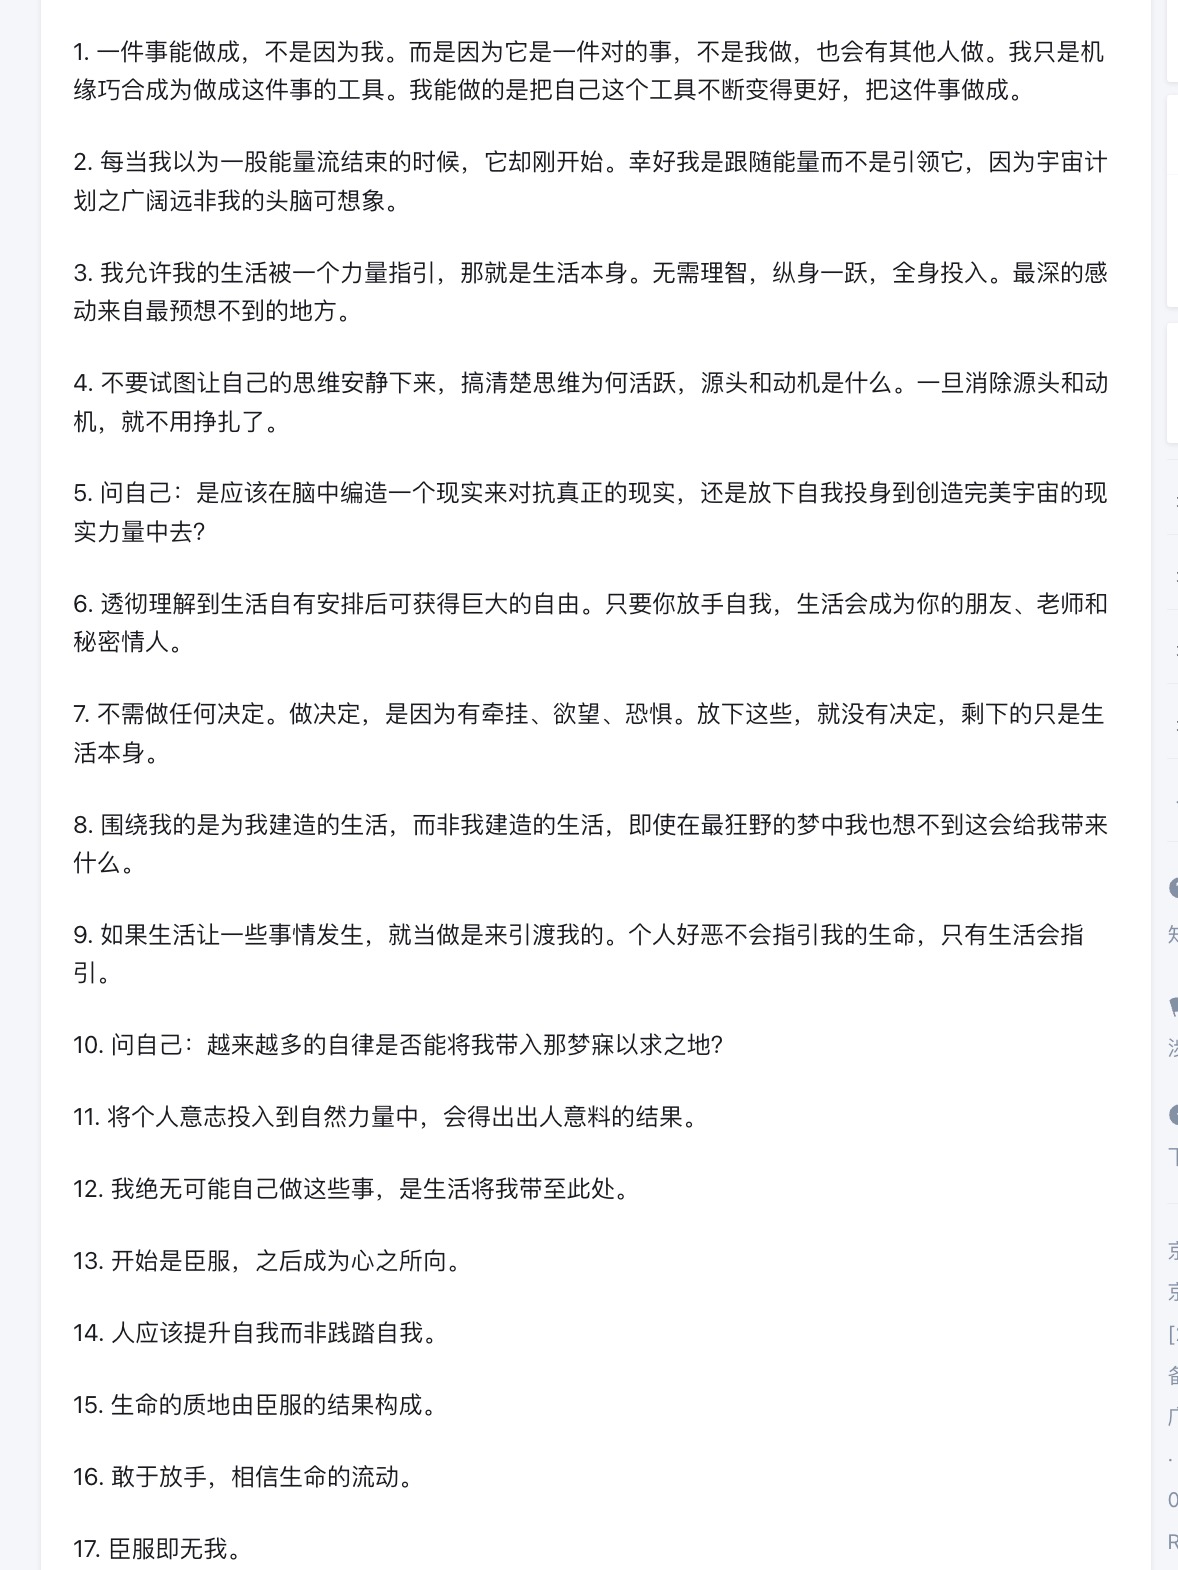 1. 一件事能做成，不是因为我。而是因为它是一件对的事，不是我做，也会有其他人做。我只是机
缘巧合成为做成这件事的工具。我能做的是把自己这个工具不断变得更好，把这件事做成。
2. 每当我以为一股能量流结束的时候，它却刚开始。幸好我是跟随能量而不是引领它，因为宇宙计
划之广阔远非我的头脑可想象。
3. 我允许我的生活被一个力量指引，那就是生活本身。无需理智，纵身一跃，全身投入。最深的感
动来自最预想不到的地方。
4. 不要试图让自己的思维安静下来，搞清楚思维为何活跃，源头和动机是什么。一旦消除源头和动
机，就不用挣扎了。
5. 问自己：是应该在脑中编造一个现实来对抗真正的现实，还是放下自我投身到创造完美宇宙的现
实力量中去?
6. 透彻理解到生活自有安排后可获得巨大的自由。只要你放手自我，生活会成为你的朋友、老师和
秘密情人。
7. 不需做任何决定。做决定，是因为有牵挂、欲望、恐惧。放下这些，就没有决定，剩下的只是生
活本身。
8. 围绕我的是为我建造的生活，而非我建造的生活，即使在最狂野的梦中我也想不到这会给我带来
什么。
9. 如果生活让一些事情发生，就当做是来引渡我的。个人好恶不会指引我的生命，只有生活会指
引。
10. 问自己：越来越多的自律是否能将我带入那梦寐以求之地?
11. 将个人意志投入到自然力量中，会得出出人意料的结果。
12. 我绝无可能自己做这些事，是生活将我带至此处。
13. 开始是臣服，之后成为心之所向。
14. 人应该提升自我而非践踏自我。
15. 生命的质地由臣服的结果构成。
16. 敢于放手，相信生命的流动。
17. 臣服即无我。